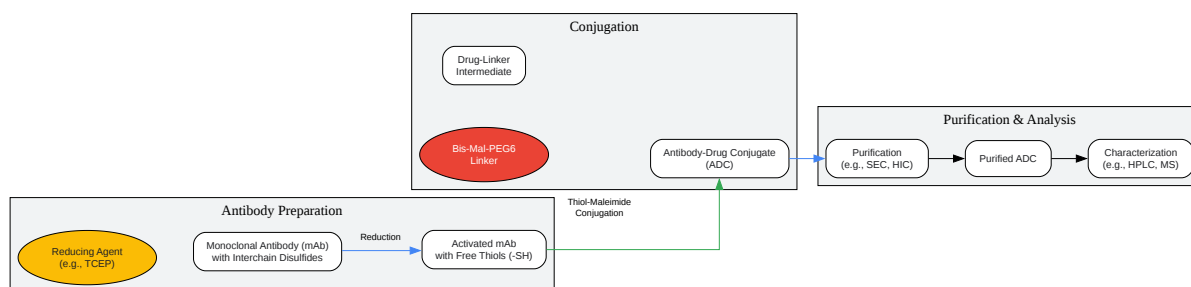 Conjugation
Drug-Linker
Intermediate
Bis-Mal-PEG6
Linker
Antibody-Drug Conjugate
(ADC)
Purification & Analysis
Purification
(e.g., SEC, HIC)
Purified ADC
Characterization
(e.g., HPLC, MS)
Thiol-Maleimide
Conjugation
Antibody Preparation
Reducing Agent
(e.g., TCEP)
Monoclonal Antibody (mAb)
with Interchain Disulfides
Reduction
Activated mAb
with Free Thiols (-SH)